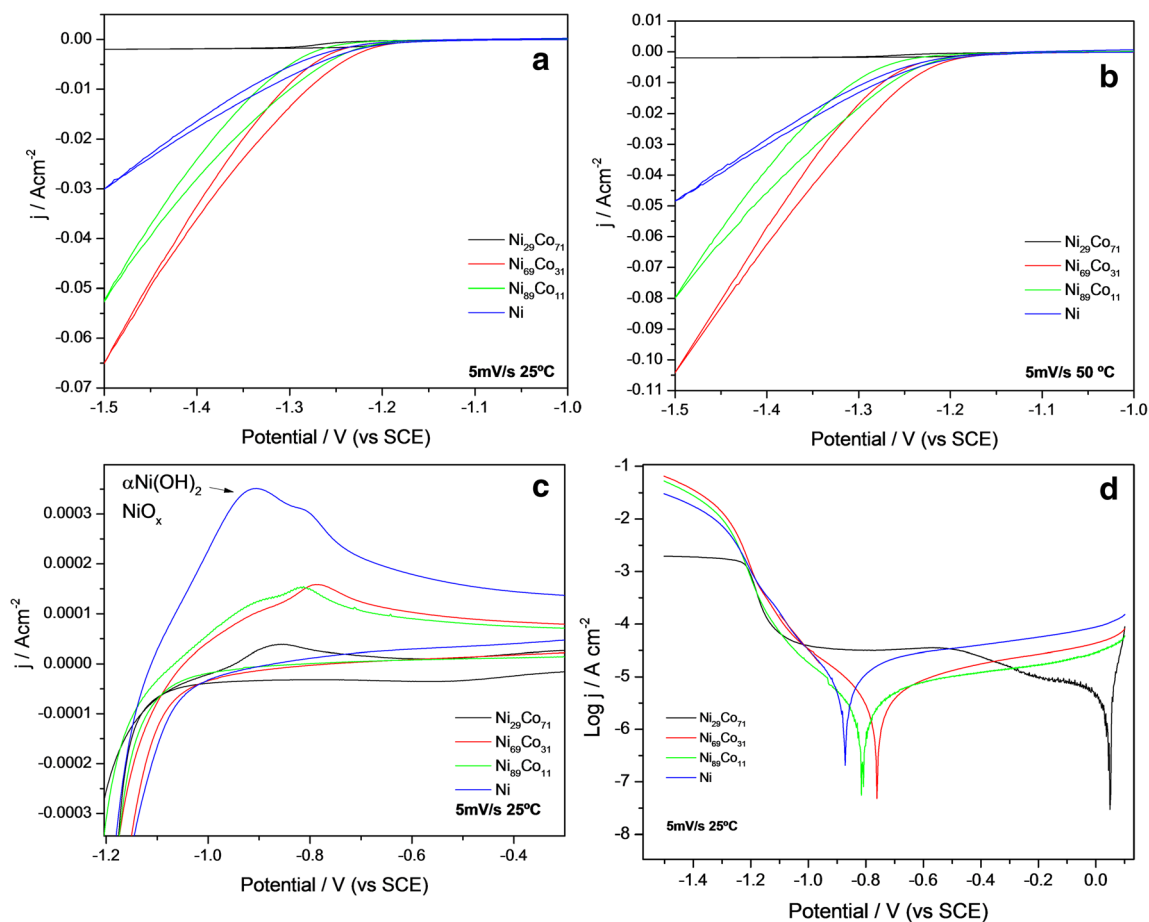 a
0.00
-0.01
-0.02
-0.03
-0.04
-0.05
-0.06
-0.07
j / Acm-2
Ni29Co71
Ni69Co31
Ni89Co11
Ni
5mV/s 25ºC
-1.5 -1.4 -1.3 -1.2 -1.1 -1.0
Potential / V (vs SCE)
b
0.01
0.00
-0.01
-0.02
-0.03
-0.04
-0.05
-0.06
-0.07
-0.08
-0.09
-0.10
-0.11
j / Acm-2
Ni29Co71
Ni69Co31
Ni89Co11
Ni
5mV/s 50 ºC
-1.5 -1.4 -1.3 -1.2 -1.1 -1.0
Potential / V (vs SCE)
c
αNi(OH)2
NiOx
0.0003
0.0002
0.0001
0.0000
-0.0001
-0.0002
-0.0003
j / Acm-2
Ni29Co71
Ni69Co31
Ni89Co11
Ni
5mV/s 25ºC
-1.2 -1.0 -0.8 -0.6 -0.4
Potential / V (vs SCE)
d
-1
-2
-3
-4
-5
-6
-7
-8
Log j / A cm-2
Ni29Co71
Ni69Co31
Ni89Co11
Ni
5mV/s 25ºC
-1.4 -1.2 -1.0 -0.8 -0.6 -0.4 -0.2 0.0
Potential / V (vs SCE)